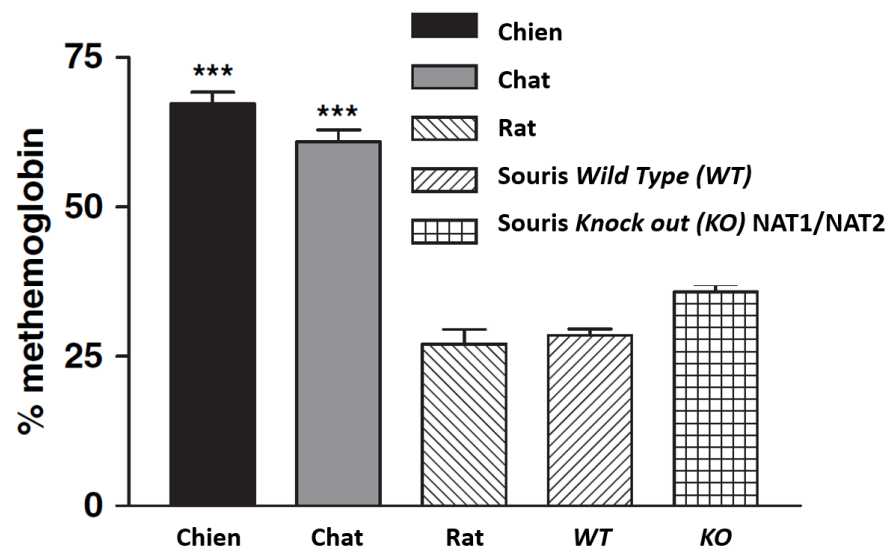 % methemoglobin
75
50
25
0
***
***
Chien
Chat
Rat
Souris Wild Type (WT)
Souris Knock out (KO) NAT1/NAT2
Chien
Chat
Rat
WT
KO